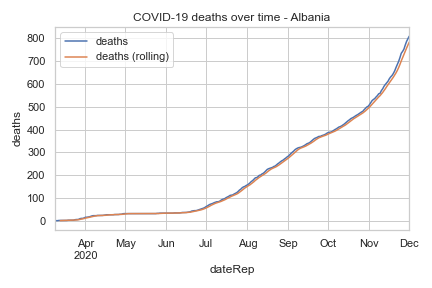 COVID-19 deaths over time - Albania
deaths
deaths (rolling)
800
700
600
500
400
300
200
100
0
deaths
Apr May Jun Jul Aug Sep Oct Nov Dec
2020
dateRep